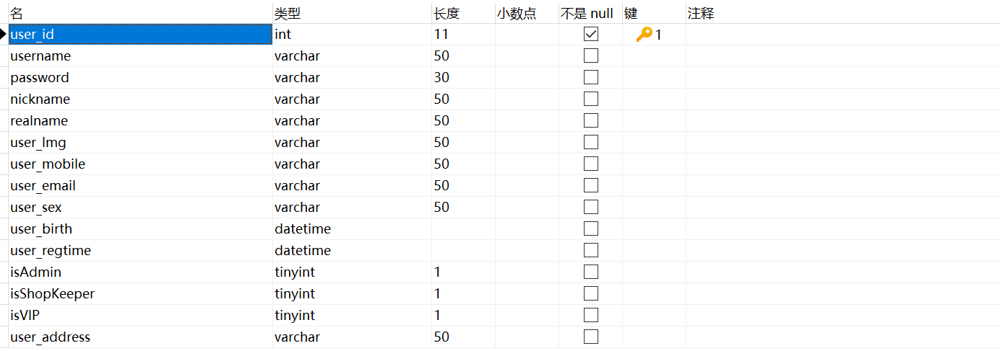 名 类型 长度 小数点 不是 null 键 注释
user_id int 11 1
username varchar 50
password varchar 30
nickname varchar 50
realname varchar 50
user_Img varchar 50
user_mobile varchar 50
user_email varchar 50
user_sex varchar 50
user_birth datetime
user_regtime datetime
isAdmin tinyint 1
isShopKeeper tinyint 1
isVIP tinyint 1
user_address varchar 50